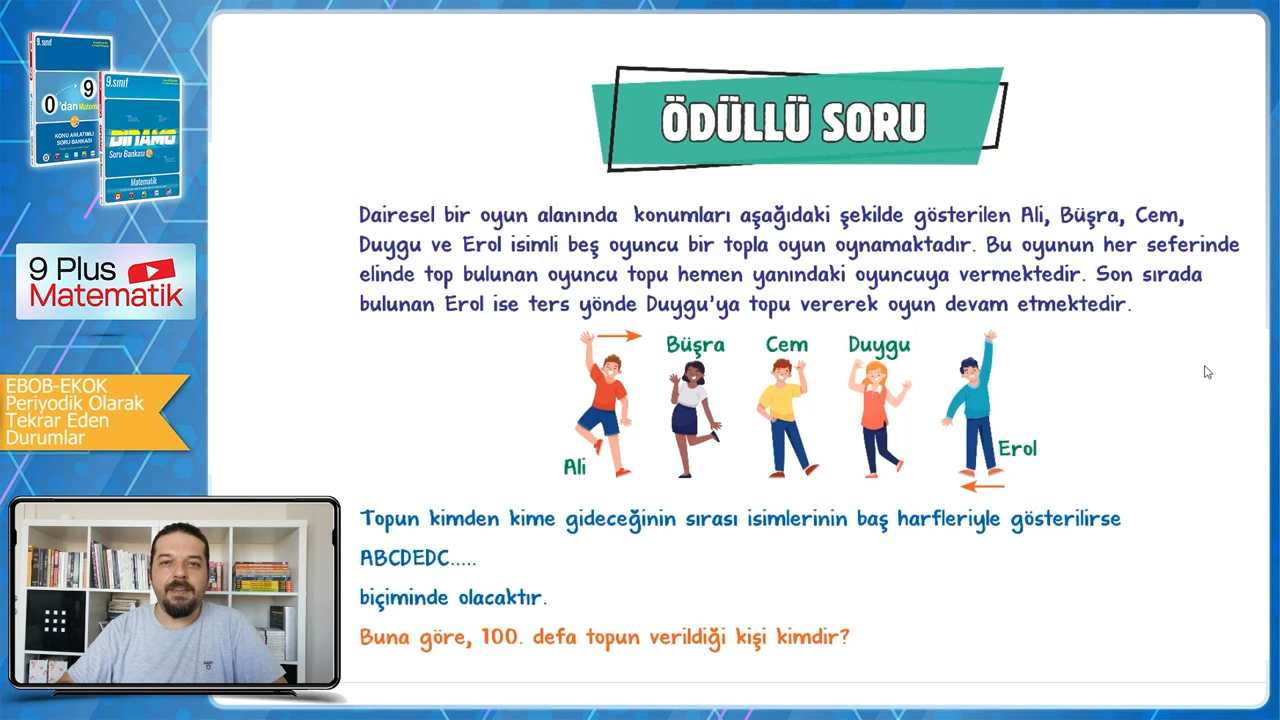 9.sınıf
0'dan Matema
9
KONU ANLATIMLI
SORU BANKASI
9.sınıf
DİNAMO
Soru Bankası
Matematik
9 Plus
Matematik
EBOB-EKOK
Periyodik Olarak
Tekrar Eden
Durumlar
ÖDÜLLÜ SORU
Dairesel bir oyun alanında konumları aşağıdaki şekilde gösterilen Ali, Büşra, Cem,
Duygu ve Erol isimli beş oyuncu bir topla oyun oynamaktadır. Bu oyunun her seferinde
elinde top bulunan oyuncu topu hemen yanındaki oyuncuya vermektedir. Son sırada
bulunan Erol ise ters yönde Duygu'ya topu vererek oyun devam etmektedir.
Büşra Cem Duygu
Ali
Erol
Topun kimden kime gideceğinin sırası isimlerinin baş harfleriyle gösterilirse
ABCDEDC.....
biçiminde olacaktır.
Buna göre, 100. defa topun verildiği kişi kimdir?